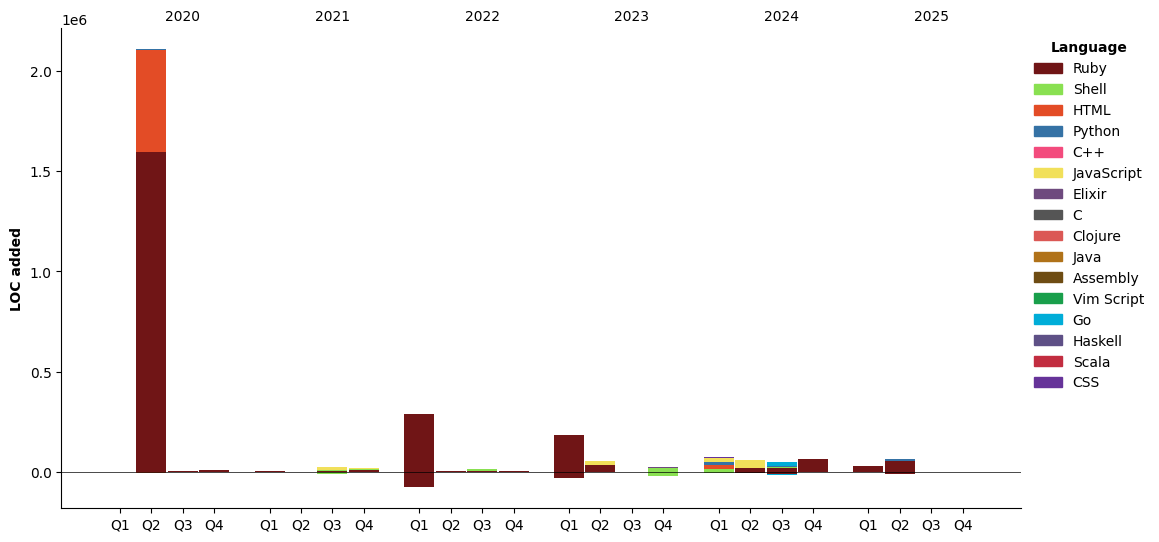 1e6
2020 2021 2022 2023 2024 2025
LOC added
2.0
1.5
1.0
0.5
0.0
Q1 Q2 Q3 Q4 Q1 Q2 Q3 Q4 Q1 Q2 Q3 Q4 Q1 Q2 Q3 Q4 Q1 Q2 Q3 Q4 Q1 Q2 Q3 Q4
Language
Ruby
Shell
HTML
Python
C++
JavaScript
Elixir
C
Clojure
Java
Assembly
Vim Script
Go
Haskell
Scala
CSS